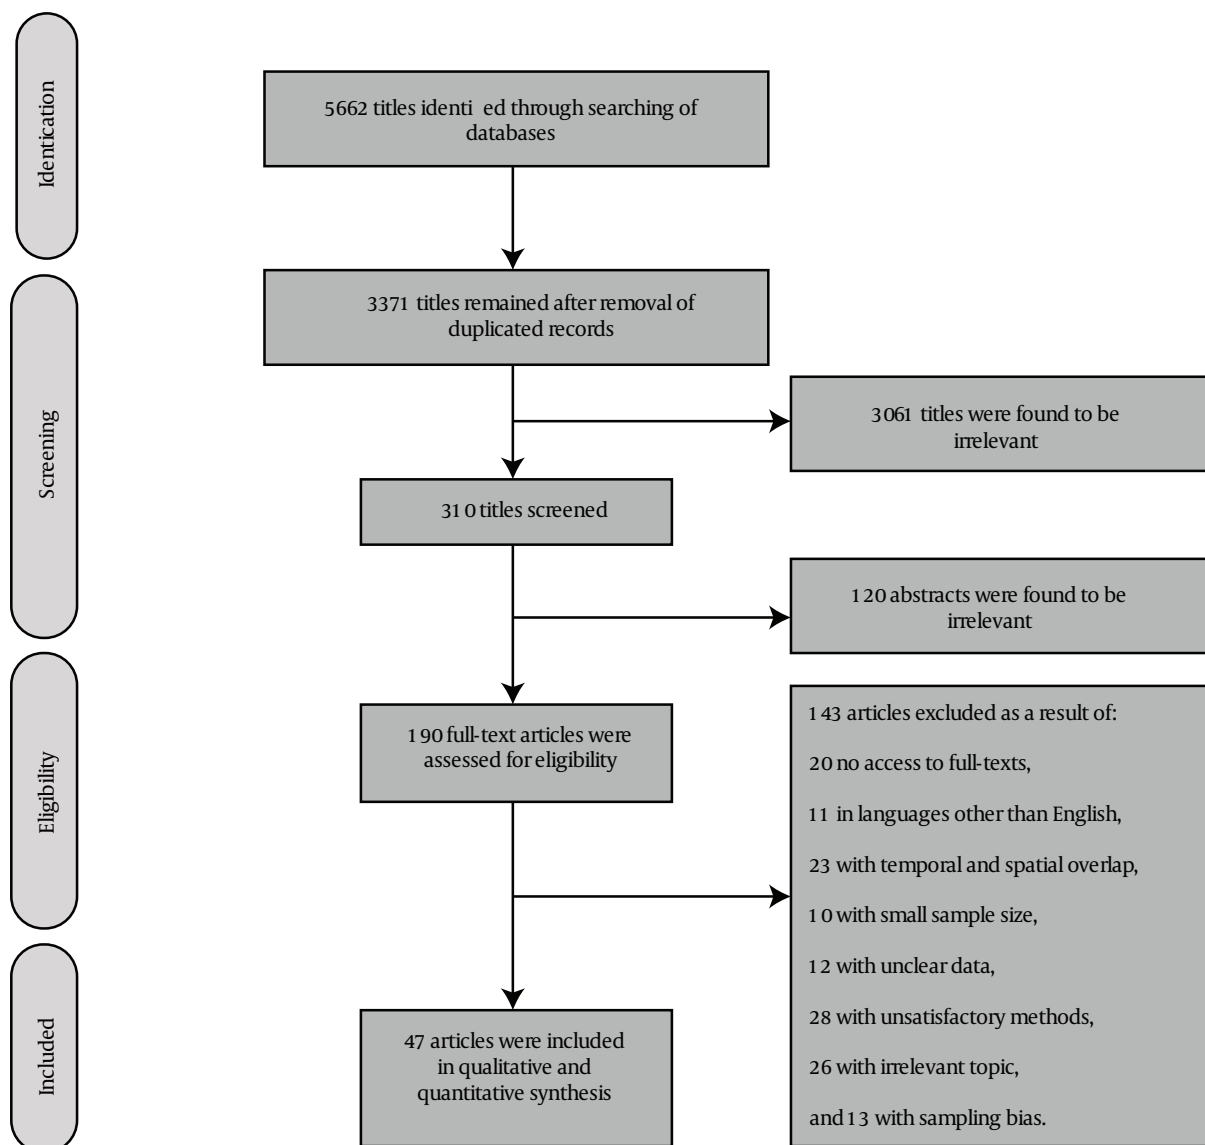 Identication
5662 titles identi ed through searching of
databases
Screening
3371 titles remained after removal of
duplicated records
3061 titles were found to be
irrelevant
310 titles screened
120 abstracts were found to be
irrelevant
Eligibility
190 full-text articles were
assessed for eligibility
143 articles excluded as a result of:
20 no access to full-texts,
11 in languages other than English,
23 with temporal and spatial overlap,
10 with small sample size,
12 with unclear data,
28 with unsatisfactory methods,
26 with irrelevant topic,
and 13 with sampling bias.
Included
47 articles were included
in qualitative and
quantitative synthesis